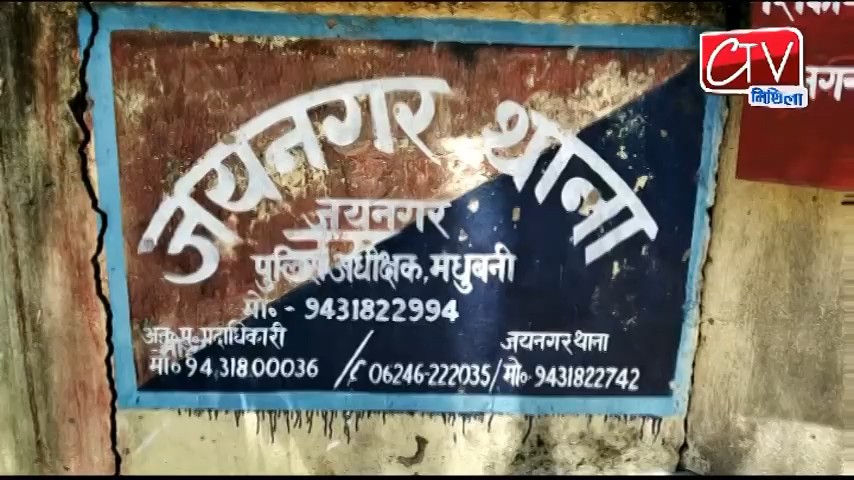 CTV
मिथिला
जयनगर थाना
जयनगर
पुलिस अधीक्षक, मधुबनी
मो० - 9431822994
अनु० पु० पदाधिकारी
मो० 9431800036 / 06246-222035/
जयनगर थाना
मो० 9431822742